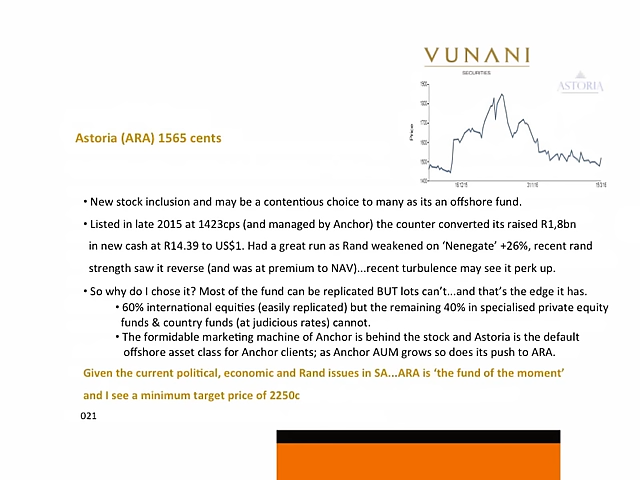 VUNANI
SECURITIES
ASTORIA
Price
Astoria (ARA) 1565 cents
• New stock inclusion and may be a contentious choice to many as its an offshore fund.
• Listed in late 2015 at 1423cps (and managed by Anchor) the counter converted its raised R1,8bn
in new cash at R14.39 to US$1. Had a great run as Rand weakened on ‘Nenegate’ +26%, recent rand
strength saw it reverse (and was at premium to NAV)...recent turbulence may see it perk up.
• So why do I chose it? Most of the fund can be replicated BUT lots can’t...and that’s the edge it has.
• 60% international equities (easily replicated) but the remaining 40% in specialised private equity
funds & country funds (at judicious rates) cannot.
• The formidable marketing machine of Anchor is behind the stock and Astoria is the default
offshore asset class for Anchor clients; as Anchor AUM grows so does its push to ARA.
Given the current political, economic and Rand issues in SA...ARA is ‘the fund of the moment’
and I see a minimum target price of 2250c
021